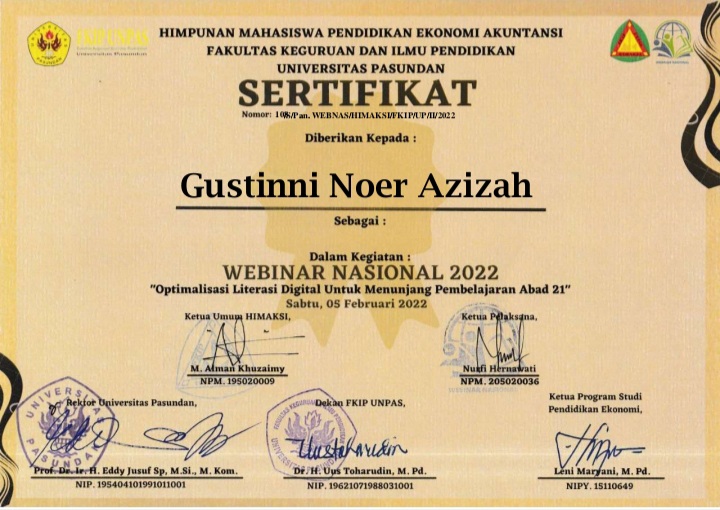 FKIP UNPAS
HIMPUNAN MAHASISWA PENDIDIKAN EKONOMI AKUNTANSI
FAKULTAS KEGURUAN DAN ILMU PENDIDIKAN
UNIVERSITAS PASUNDAN
SERTIFIKAT
Nomor: /S/Pan. WEBNAS/HIMAKSI/FKIP/UP/II/2022
Diberikan Kepada :
Gustinni Noer Azizah
Sebagai :
Dalam Kegiatan :
WEBINAR NASIONAL 2022
"Optimalisasi Literasi Digital Untuk Menunjang Pembelajaran Abad 21"
Sabtu, 05 Februari 2022
Ketua Umum HIMAKSI,
M. Aiman Khuzaimy
NPM. 195020009
Ketua Pelaksana,
Nurfi Hernawati
NPM. 205020036
Rektor Universitas Pasundan,
UNIVERSITAS PASUNDAN
Prof. Dr. Ir. H. Eddy Jusuf Sp, M.Si., M. Kom.
NIP. 195404101991011001
Dekan FKIP UNPAS,
Dr. H. Uus Toharudin, M. Pd.
NIP. 19621071988031001
Ketua Program Studi
Pendidikan Ekonomi,
Leni Maryani, M. Pd.
NIPY. 15110649